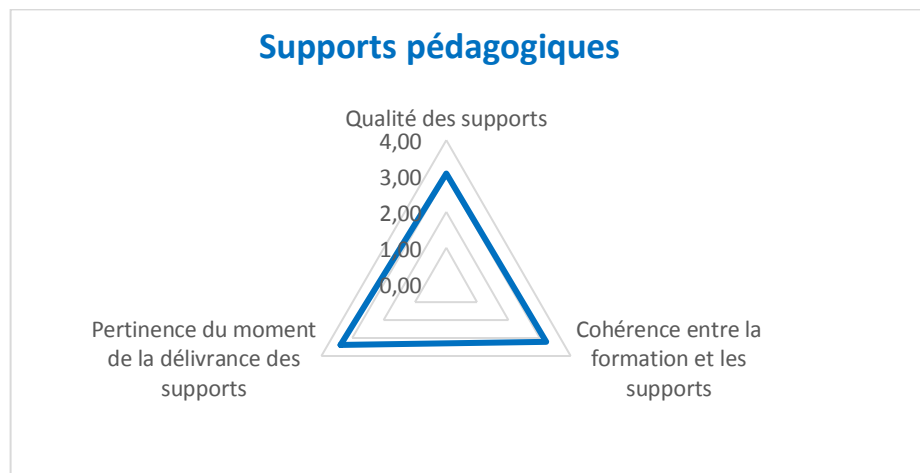 Supports pédagogiques
Qualité des supports
4,00
3,00
2,00
1,00
0,00
Pertinence du moment
de la délivrance des
supports
Cohérence entre la
formation et les
supports